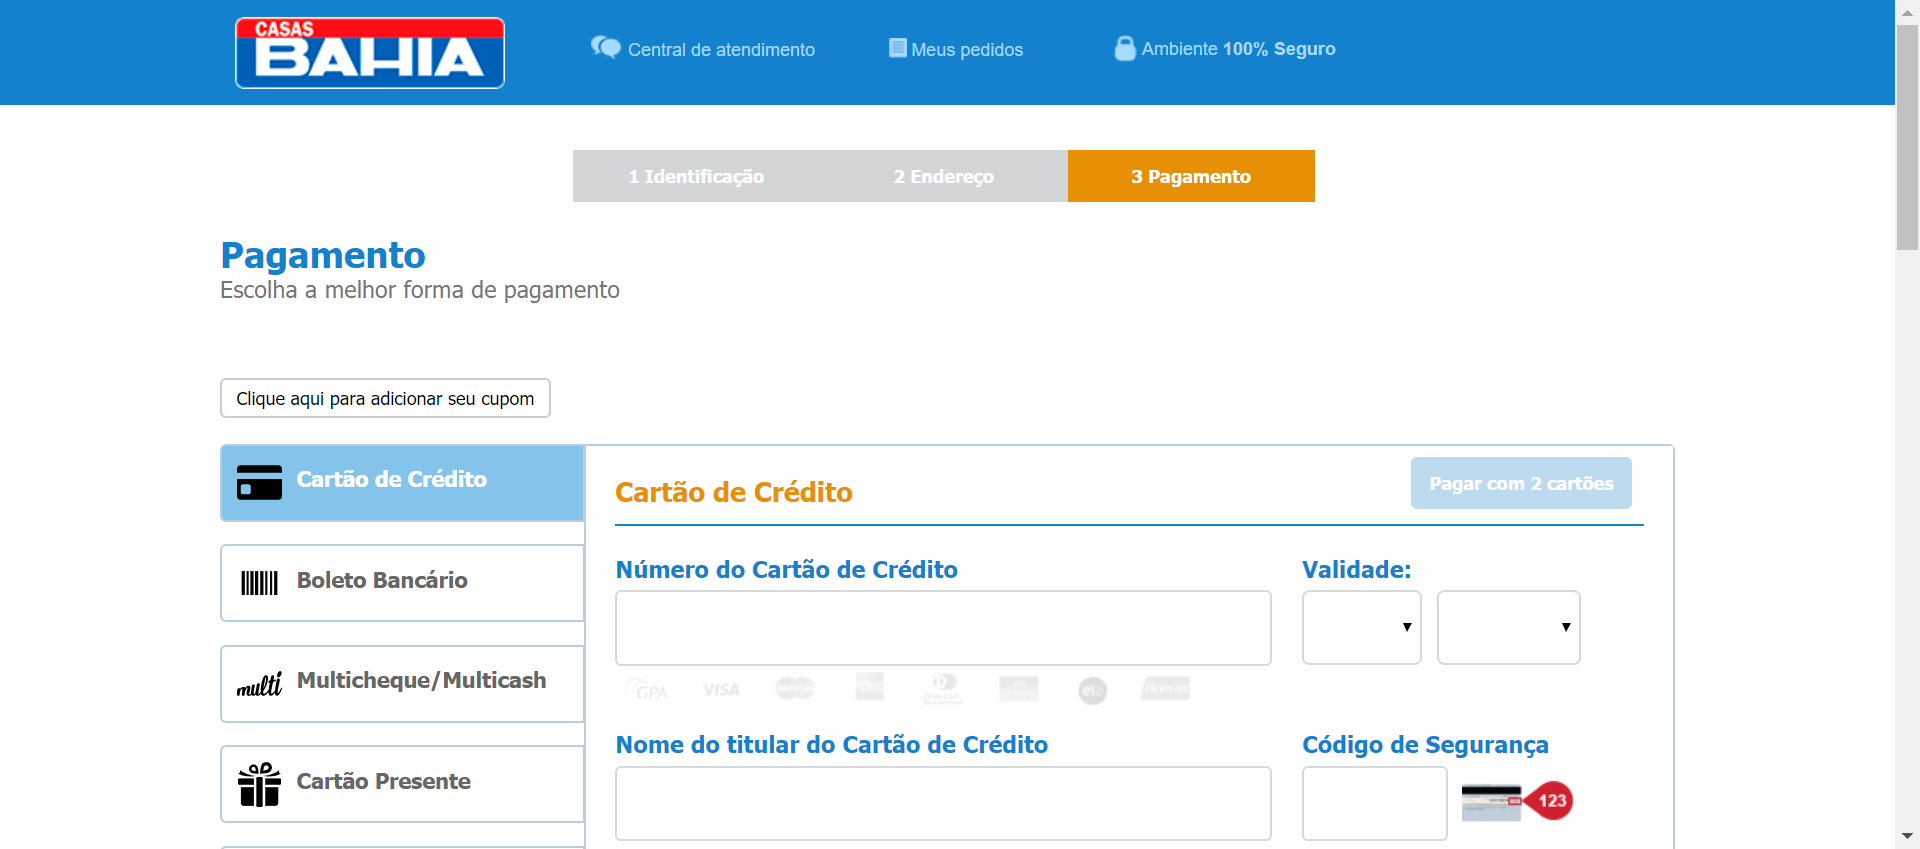 CASAS
BAHIA
Central de atendimento
Meus pedidos
Ambiente 100% Seguro
1 Identificação
2 Endereço
3 Pagamento
Pagamento
Escolha a melhor forma de pagamento
Clique aqui para adicionar seu cupom
Cartão de Crédito
Boleto Bancário
multi Multicheque/Multicash
Cartão Presente
Cartão de Crédito
Pagar com 2 cartões
Número do Cartão de Crédito
Validade:
GPA VISA MasterCard elo Hipercard
Nome do titular do Cartão de Crédito
Código de Segurança
123